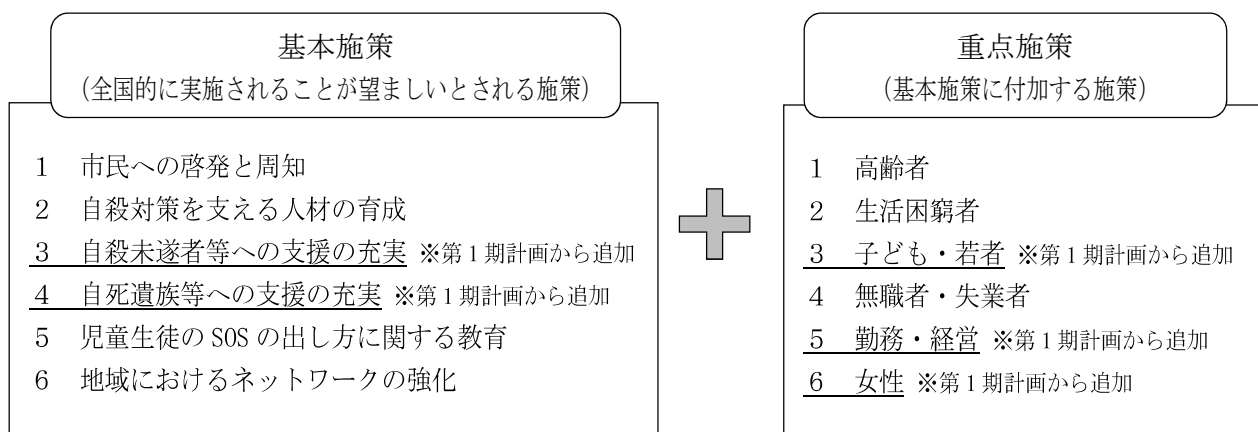 基本施策
(全国的に実施されることが望ましいとされる施策)
1 市民への啓発と周知
2 自殺対策を支える人材の育成
3 自殺未遂者等への支援の充実 ※第1期計画から追加
4 自死遺族等への支援の充実 ※第1期計画から追加
5 児童生徒のSOSの出し方に関する教育
6 地域におけるネットワークの強化
重点施策
(基本施策に付加する施策)
1 高齢者
2 生活困窮者
3 子ども・若者 ※第1期計画から追加
4 無職者・失業者
5 勤務・経営 ※第1期計画から追加
6 女性 ※第1期計画から追加